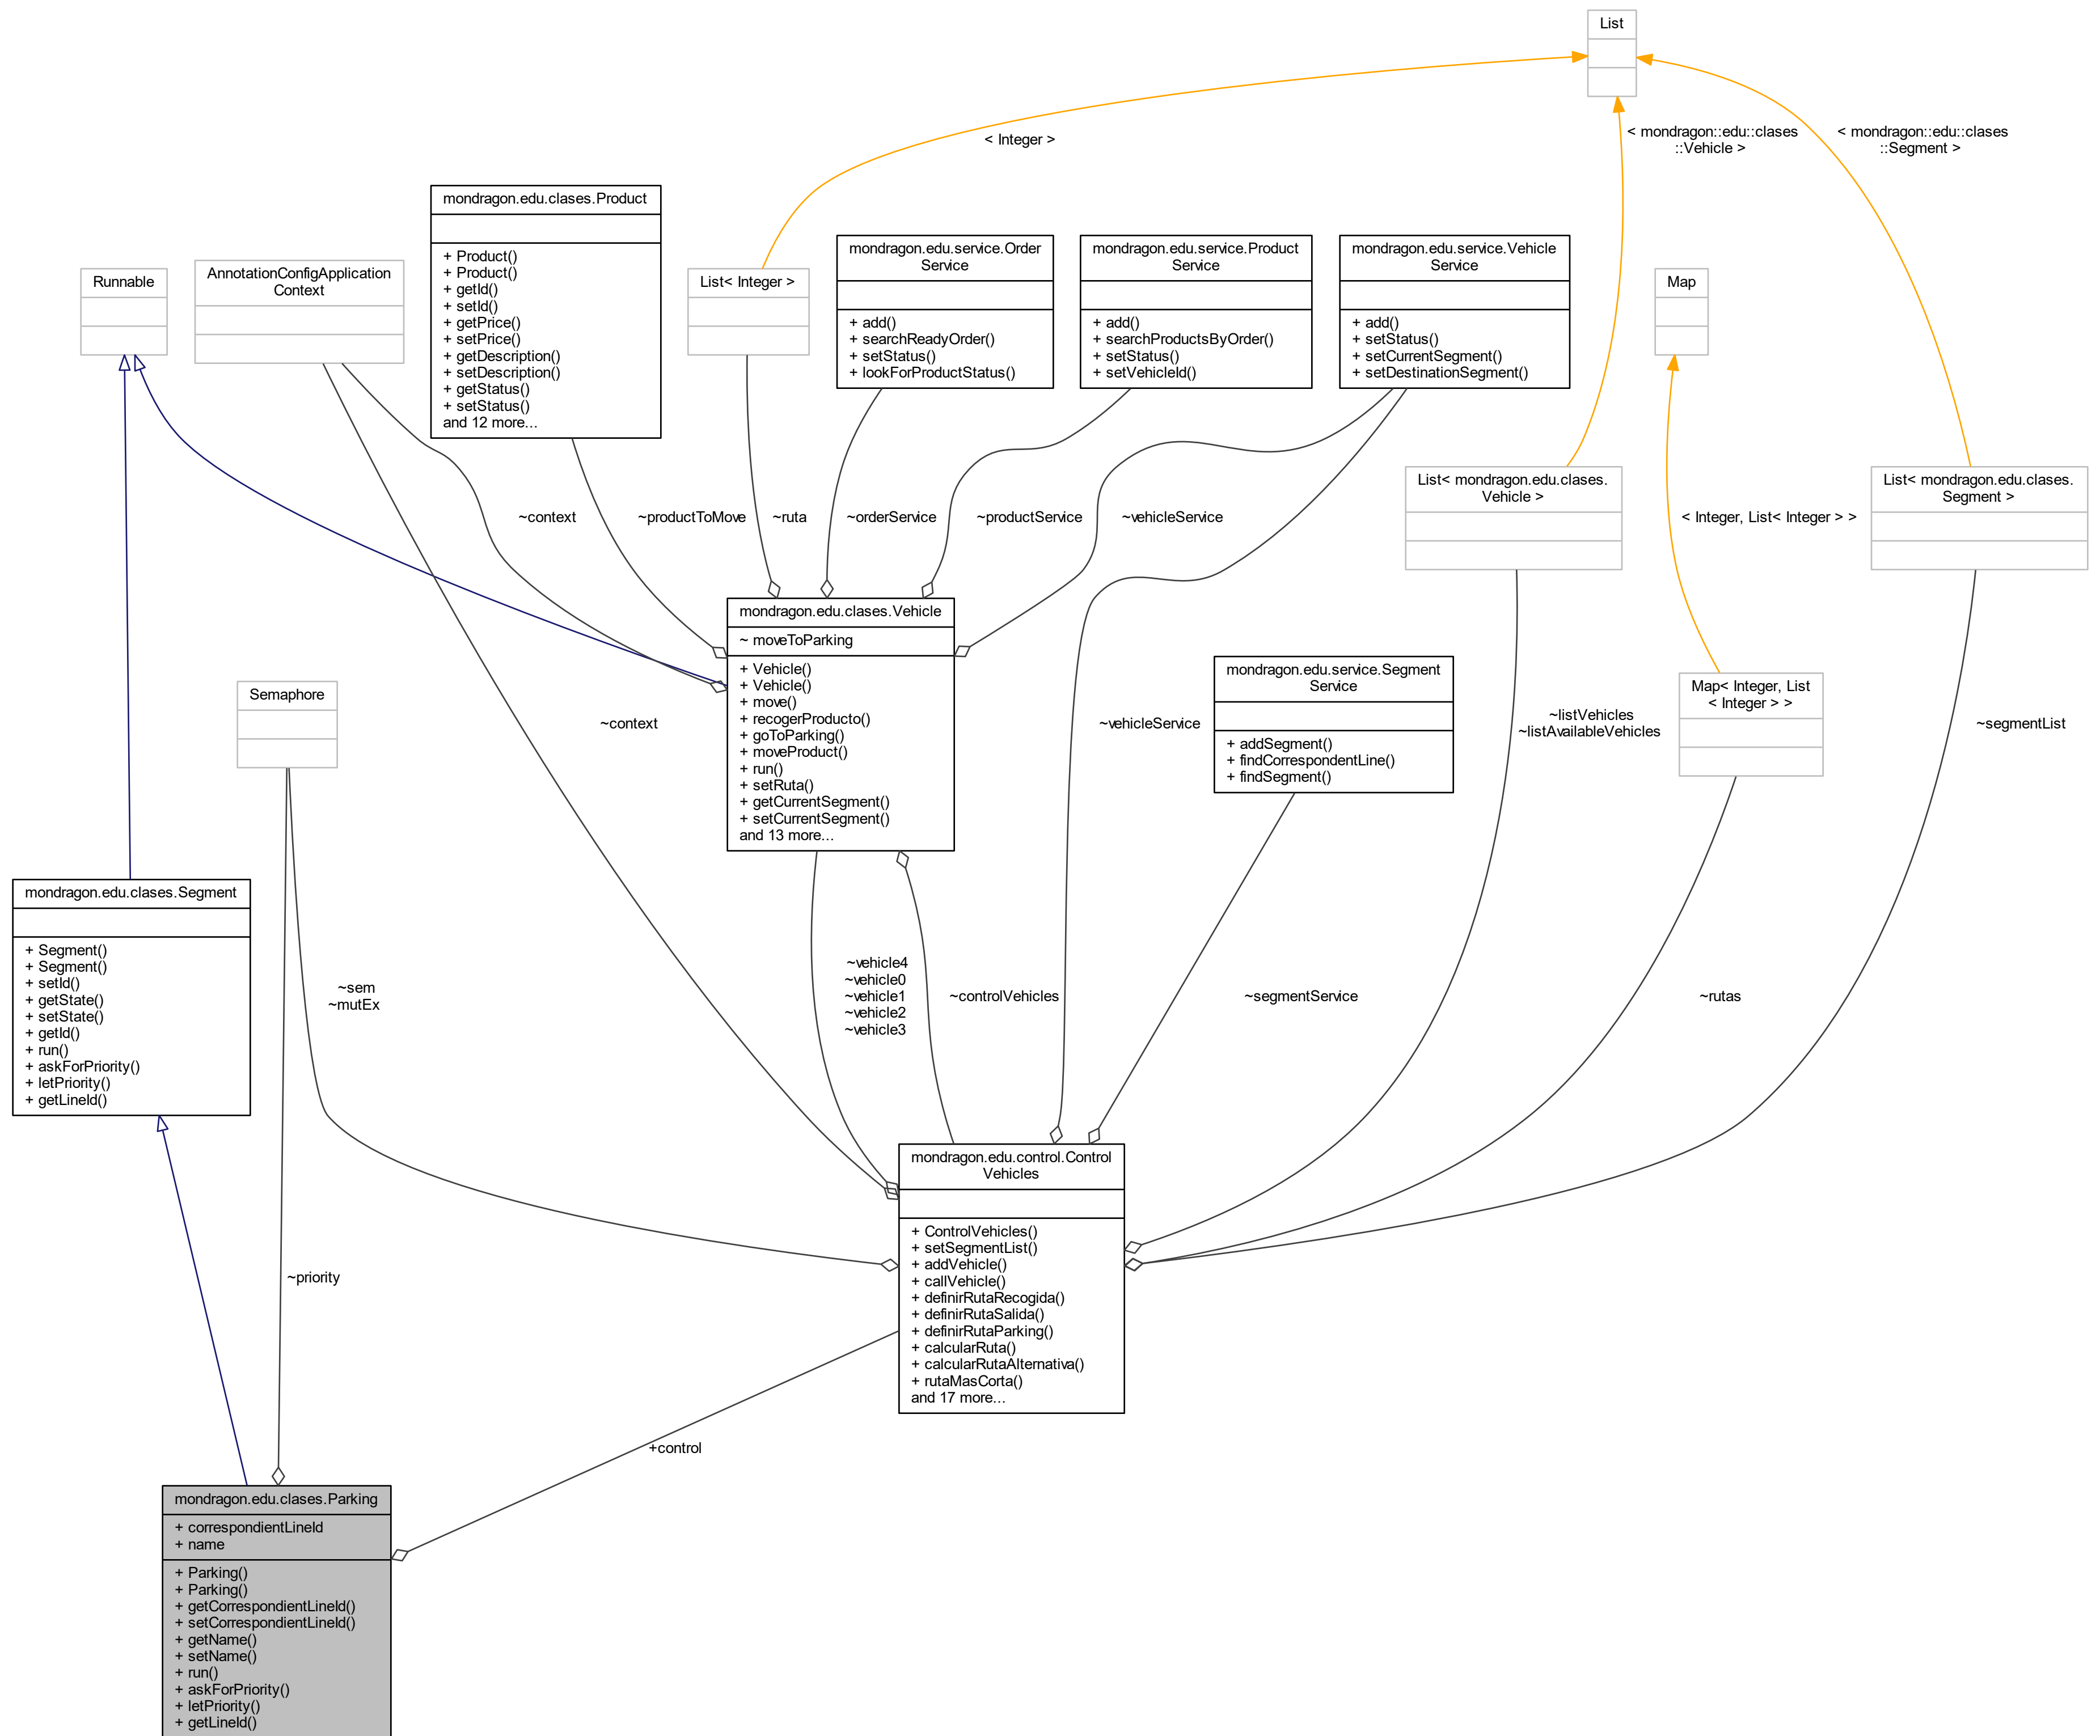 List
< Integer >
< mondragon::edu::clases
::Vehicle >
< mondragon::edu::clases
::Segment >
mondragon.edu.clases.Product
+ Product()
+ Product()
+ getId()
+ setId()
+ getPrice()
+ setPrice()
+ getDescription()
+ setDescription()
+ getStatus()
+ setStatus()
and 12 more...
Runnable
AnnotationConfigApplication
Context
List< Integer >
mondragon.edu.service.Order
Service
+ add()
+ searchReadyOrder()
+ setStatus()
+ lookForProductStatus()
mondragon.edu.service.Product
Service
+ add()
+ searchProductsByOrder()
+ setStatus()
+ setVehicleId()
mondragon.edu.service.Vehicle
Service
+ add()
+ setStatus()
+ setCurrentSegment()
+ setDestinationSegment()
Map
List< mondragon.edu.clases.
Vehicle >
List< mondragon.edu.clases.
Segment >
~context
~productToMove
~ruta
~orderService
~productService
~vehicleService
< Integer, List< Integer > >
mondragon.edu.clases.Vehicle
~ moveToParking
+ Vehicle()
+ Vehicle()
+ move()
+ recogerProducto()
+ goToParking()
+ moveProduct()
+ run()
+ setRuta()
+ getCurrentSegment()
+ setCurrentSegment()
and 13 more...
Semaphore
~context
~vehicleService
mondragon.edu.service.Segment
Service
+ addSegment()
+ findCorrespondentLine()
+ findSegment()
~listVehicles
~listAvailableVehicles
Map< Integer, List
< Integer > >
~segmentList
mondragon.edu.clases.Segment
+ Segment()
+ Segment()
+ setId()
+ getState()
+ setState()
+ getId()
+ run()
+ askForPriority()
+ letPriority()
+ getLineId()
~sem
~mutEx
~vehicle4
~vehicle0
~vehicle1
~vehicle2
~vehicle3
~controlVehicles
~segmentService
~rutas
mondragon.edu.control.Control
Vehicles
+ ControlVehicles()
+ setSegmentList()
+ addVehicle()
+ callVehicle()
+ definirRutaRecogida()
+ definirRutaSalida()
+ definirRutaParking()
+ calcularRuta()
+ calcularRutaAlternativa()
+ rutaMasCorta()
and 17 more...
~priority
+control
mondragon.edu.clases.Parking
+ correspondientLineId
+ name
+ Parking()
+ Parking()
+ getCorrespondientLineId()
+ setCorrespondientLineId()
+ getName()
+ setName()
+ run()
+ askForPriority()
+ letPriority()
+ getLineId()